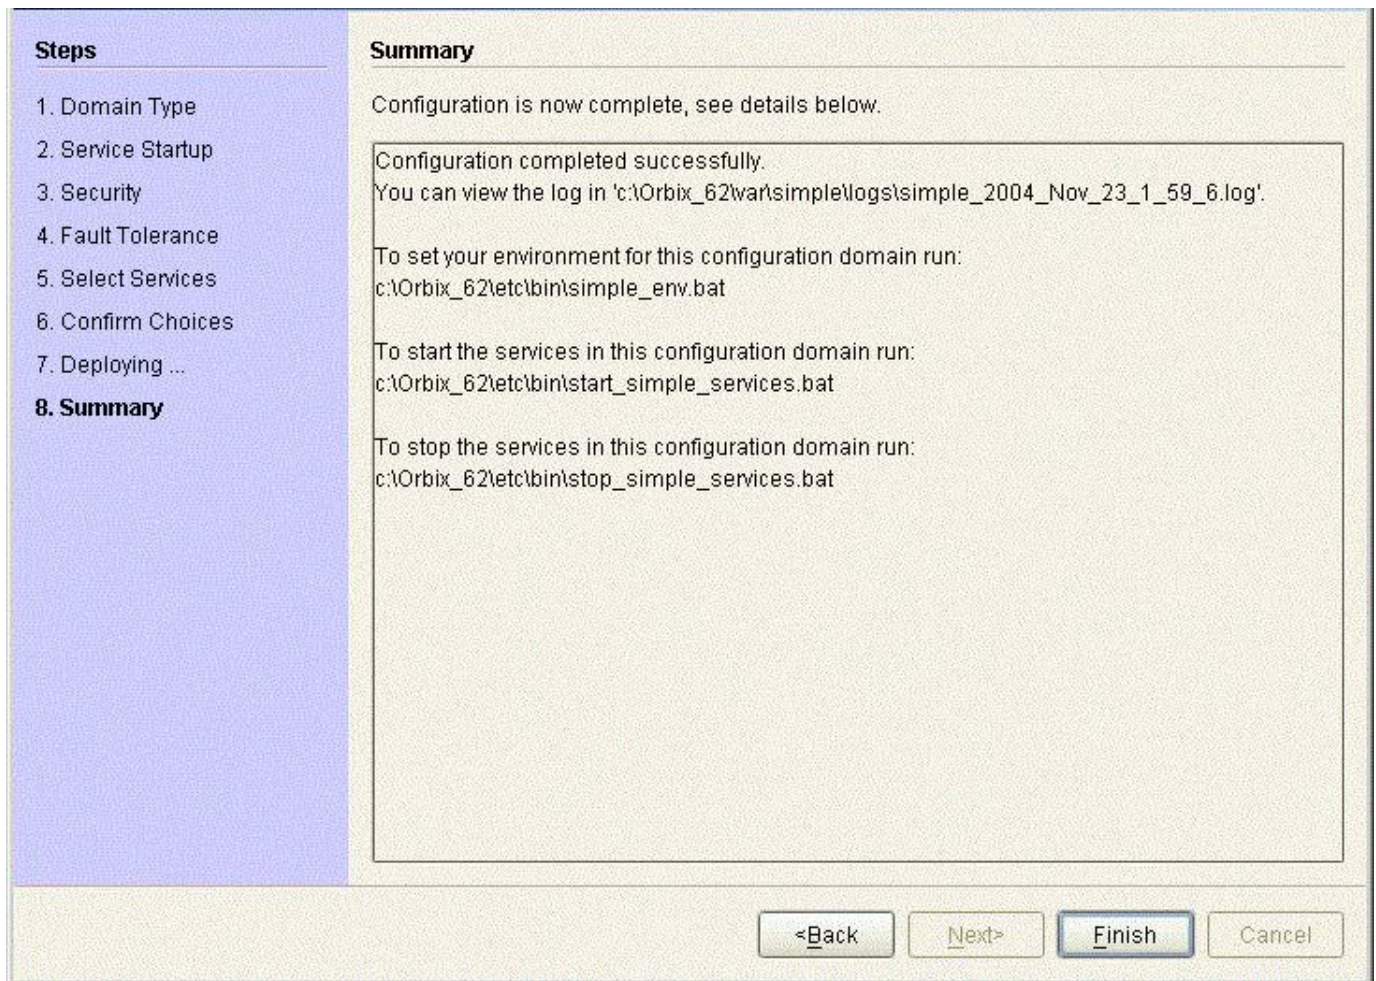 Steps
1. Domain Type
2. Service Startup
3. Security
4. Fault Tolerance
5. Select Services
6. Confirm Choices
7. Deploying ...
8. Summary
Summary
Configuration is now complete, see details below.
Configuration completed successfully.
You can view the log in 'c:\Orbix_62\var\simple\logs\simple_2004_Nov_23_1_59_6.log'.
To set your environment for this configuration domain run:
c:\Orbix_62\etc\bin\simple_env.bat
To start the services in this configuration domain run:
c:\Orbix_62\etc\bin\start_simple_services.bat
To stop the services in this configuration domain run:
c:\Orbix_62\etc\bin\stop_simple_services.bat
<Back Next> Finish Cancel